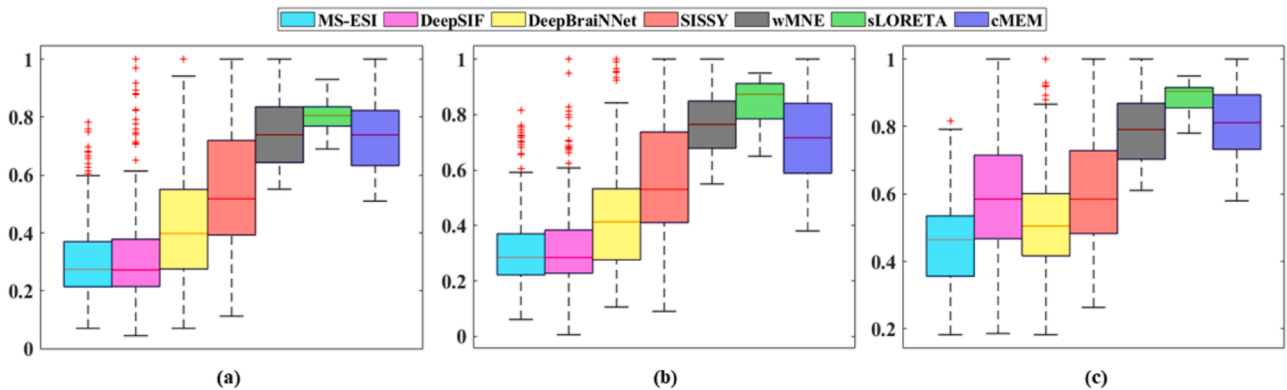 MS-ESI DeepSIF DeepBraiNNet SISSY wMNE sLORETA cMEM
1 1 1
0.8 0.8 0.8
0.6 0.6 0.6
0.4 0.4 0.4
0.2 0.2 0.2
0 0
(a) (b) (c)